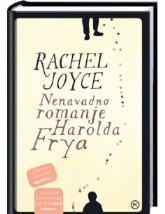 RACHEL
JOYCE
Nenavadno
romanje
Harolda
Frya